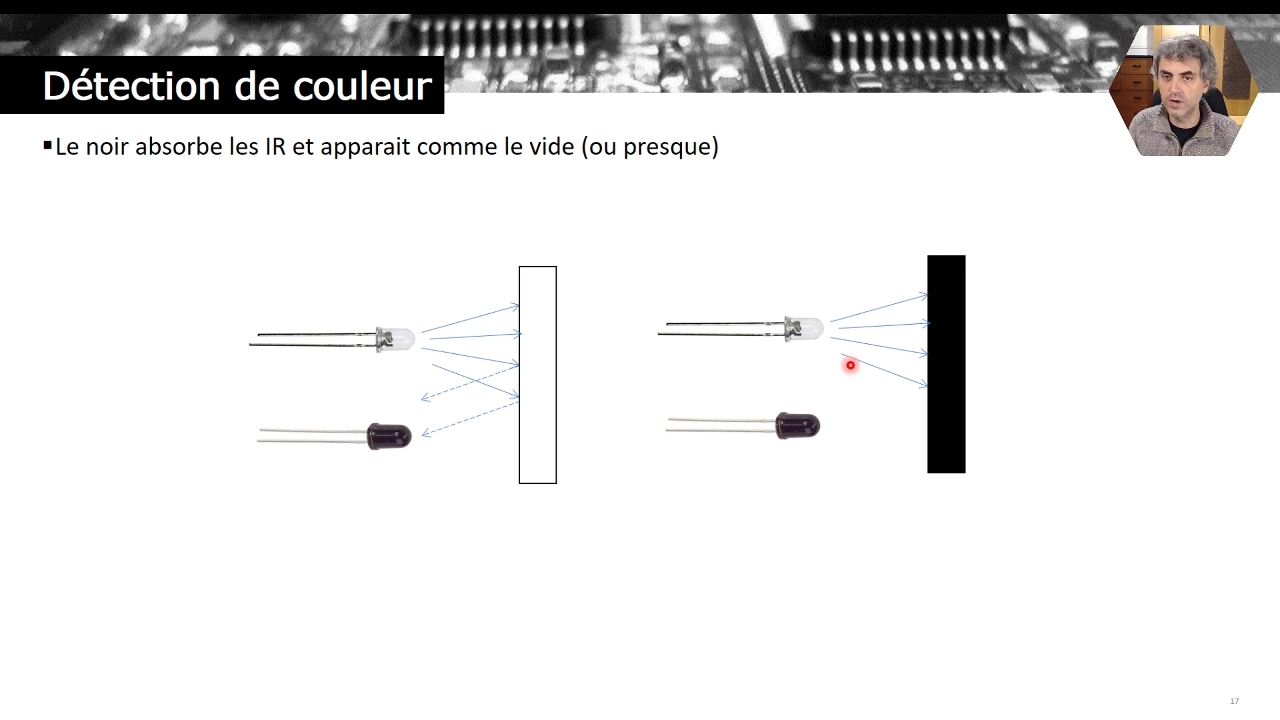 Détection de couleur
▪Le noir absorbe les IR et apparait comme le vide (ou presque)
17